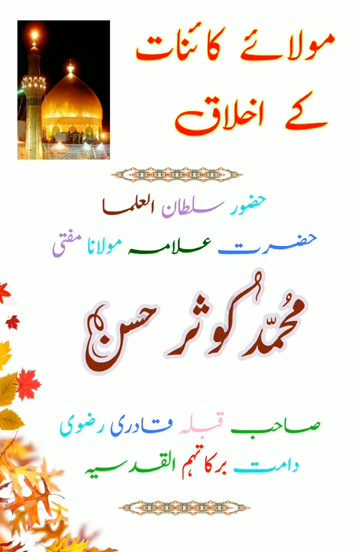 مولائے کائنات
کے اخلاق
حضور سلطان العلما
حضرت علامہ مولانا مفتی
محمّد کوثر حسن
صاحب قبلہ قادری رضوی
دامت برکاتہم القدسیہ